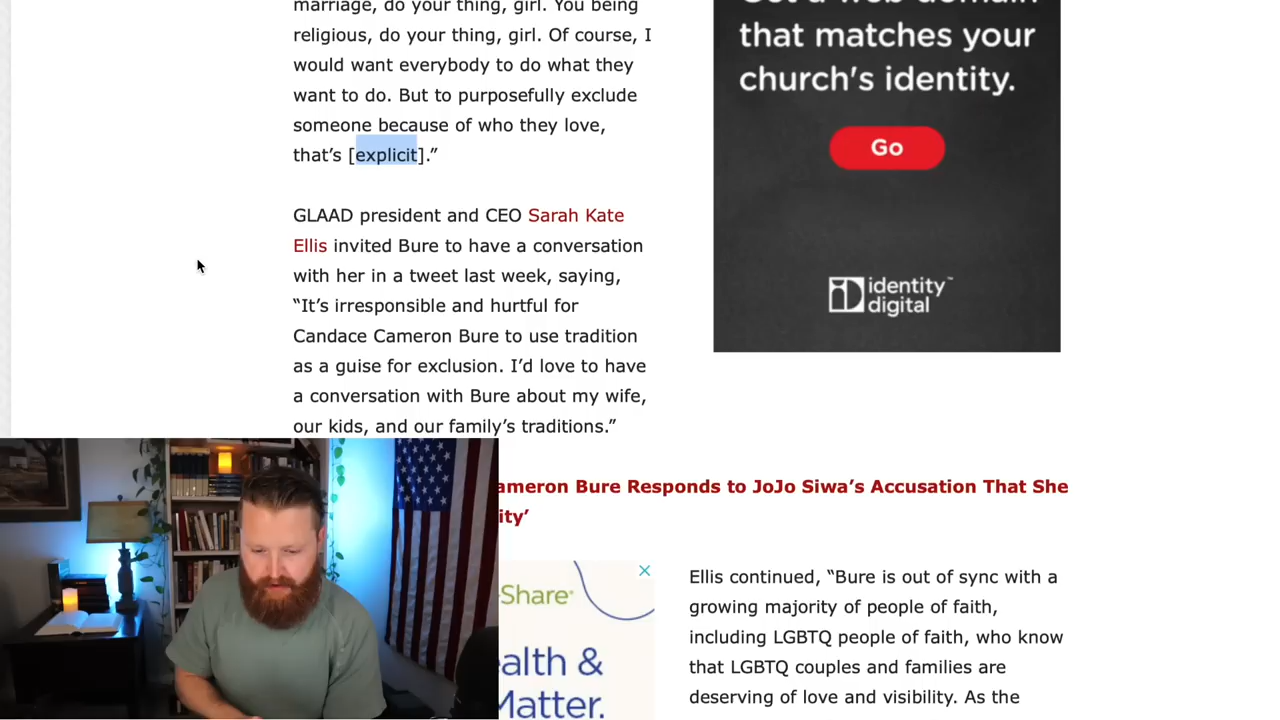 marriage, do your thing, girl. You being
religious, do your thing, girl. Of course, I
would want everybody to do what they
want to do. But to purposefully exclude
someone because of who they love,
that’s [explicit].”
GLAAD president and CEO Sarah Kate
Ellis invited Bure to have a conversation
with her in a tweet last week, saying,
“It’s irresponsible and hurtful for
Candace Cameron Bure to use tradition
as a guise for exclusion. I’d love to have
a conversation with Bure about my wife,
our kids, and our family’s traditions.”
that matches your
church's identity.
Go
identity™
digital
ameron Bure Responds to JoJo Siwa’s Accusation That She
ity’
Share®
alth &
Matter.
Ellis continued, “Bure is out of sync with a
growing majority of people of faith,
including LGBTQ people of faith, who know
that LGBTQ couples and families are
deserving of love and visibility. As the